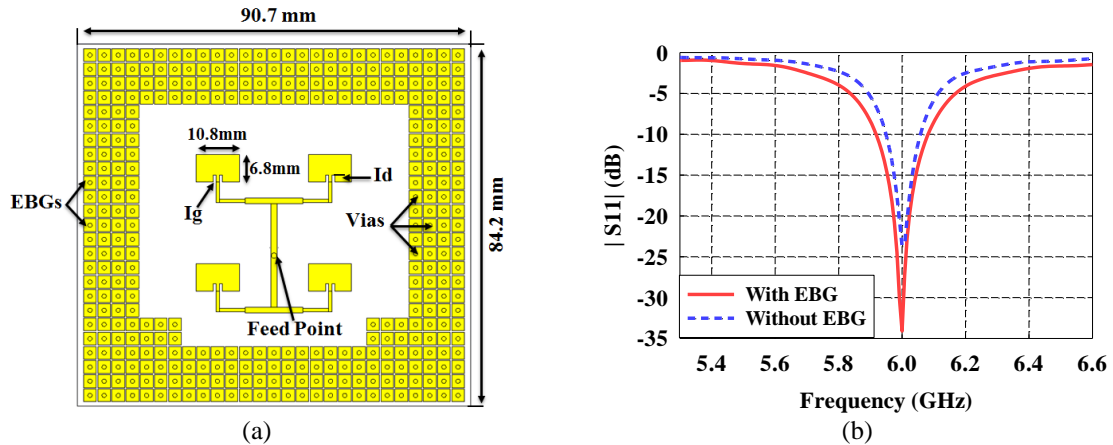 90.7 mm
10.8mm
6.8mm
Id
EBGs
Ig
Vias
84.2 mm
Feed Point
(a)
0
-5
-10
-15
-20
-25
-30
-35
| S11| (dB)
With EBG
Without EBG
5.4 5.6 5.8 6.0 6.2 6.4 6.6
Frequency (GHz)
(b)